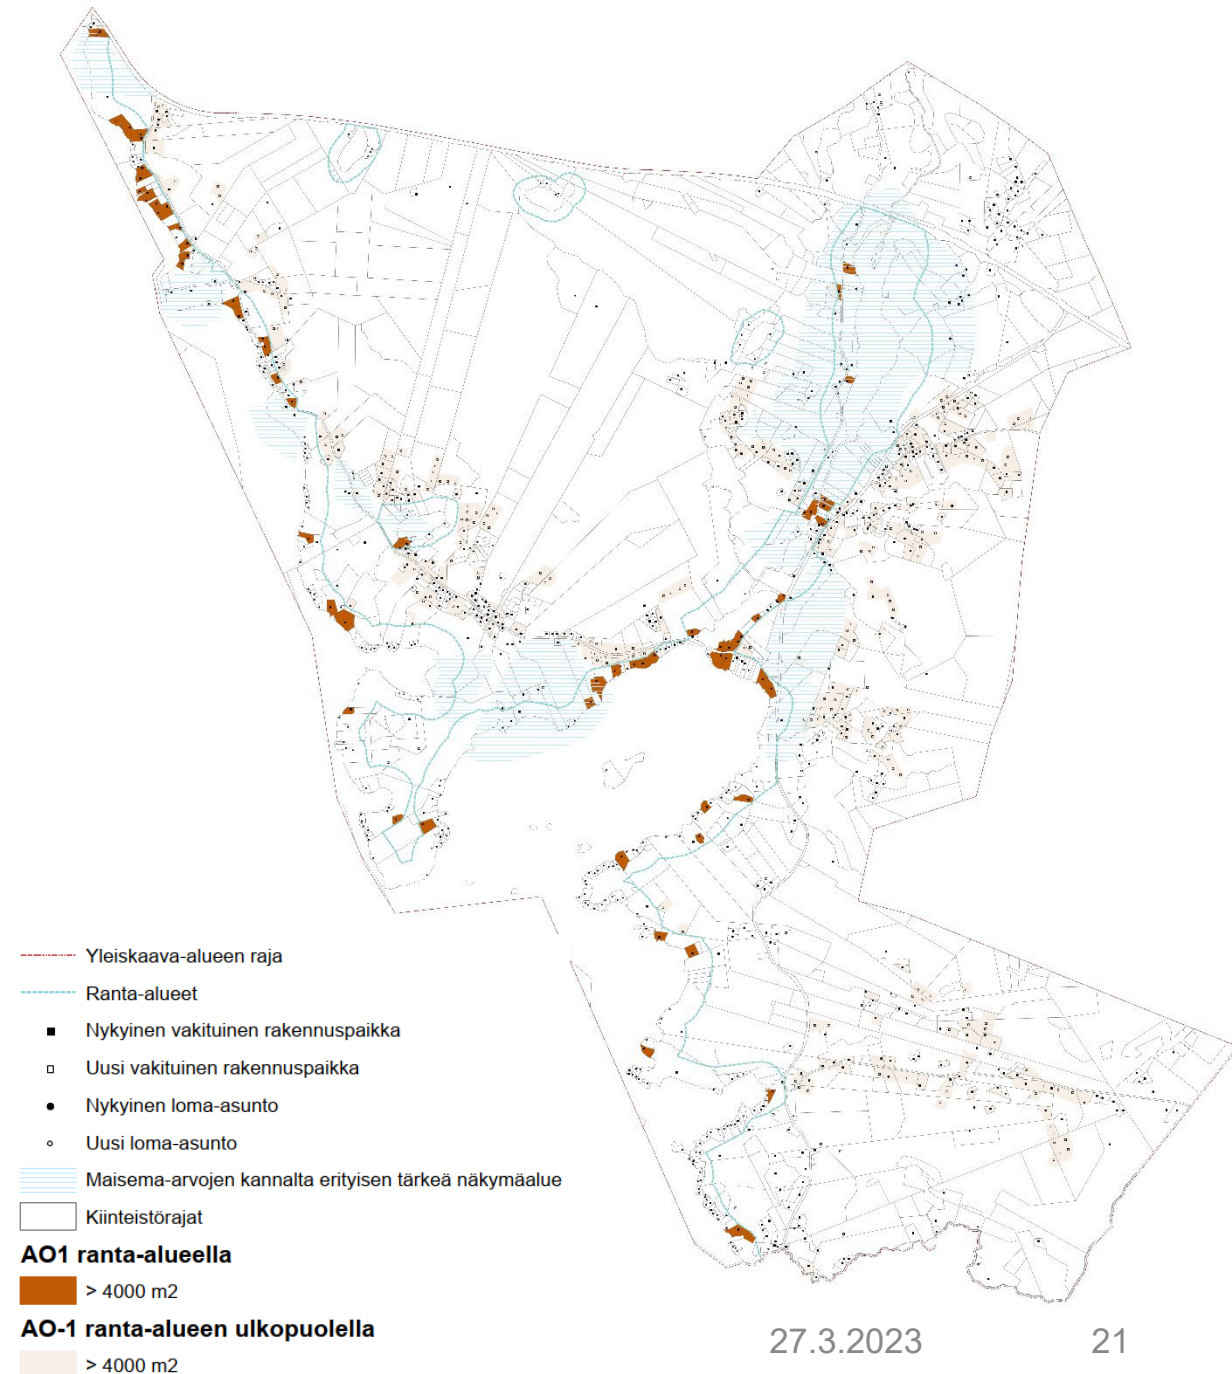 Yleiskaava-alueen raja
Ranta-alueet
Nykyinen vakituinen rakennuspaikka
Uusi vakituinen rakennuspaikka
Nykyinen loma-asunto
Uusi loma-asunto
Maisema-arvojen kannalta erityisen tärkeä näkymäalue
Kiinteistörajat
AO1 ranta-alueella
> 4000 m2
AO-1 ranta-alueen ulkopuolella
> 4000 m2
27.3.2023 21